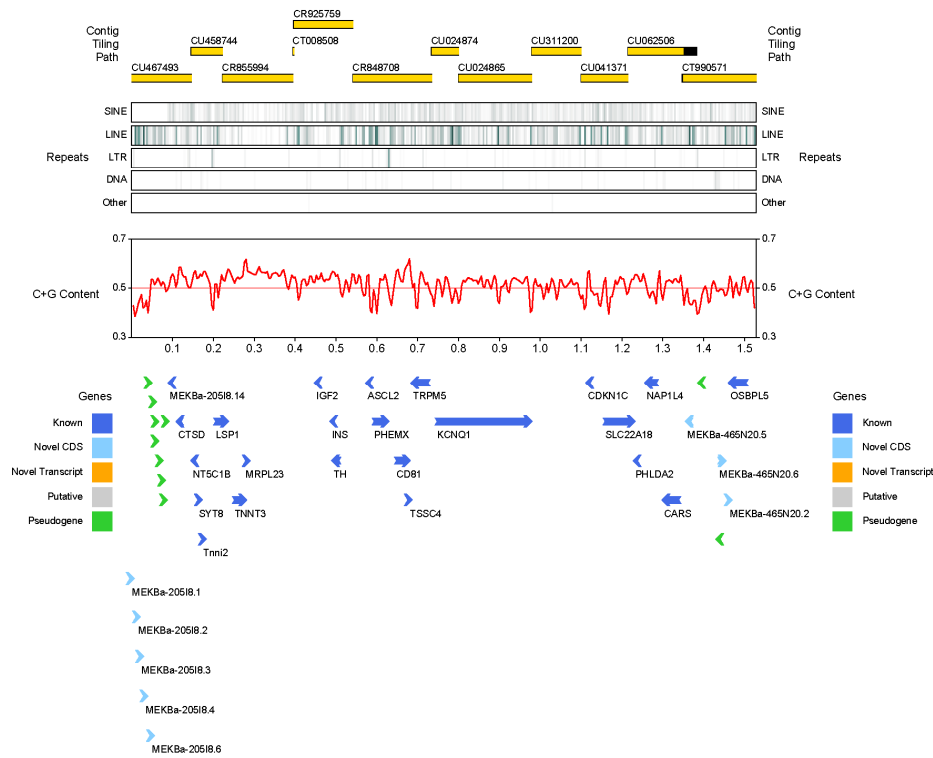 CR925759
Contig Tiling Path
CU458744
CT008508
CU024874
CU311200
CU062506
Contig Tiling Path
CU467493
CR855994
CR848708
CU024865
CU041371
CT990571
SINE
SINE
LINE
LINE
Repeats
LTR
LTR
Repeats
DNA
DNA
Other
Other
0.7
0.7
C+G Content
0.5
0.5
C+G Content
0.3
0.3
0.1 0.2 0.3 0.4 0.5 0.6 0.7 0.8 0.9 1.0 1.1 1.2 1.3 1.4 1.5
Genes
MEKBa-205I8.14
IGF2
ASCL2
TRPM5
CDKN1C
NAP1L4
OSBPL5
Genes
Known
CTSD
LSP1
INS
PHEMX
KCNQ1
SLC22A18
MEKBa-465N20.5
Known
Novel CDS
Novel CDS
Novel Transcript
NT5C1B
MRPL23
TH
CD81
PHLDA2
MEKBa-465N20.6
Novel Transcript
Putative
SYT8
TNNT3
TSSC4
CARS
MEKBa-465N20.2
Putative
Pseudogene
Pseudogene
Tnni2
MEKBa-205I8.1
MEKBa-205I8.2
MEKBa-205I8.3
MEKBa-205I8.4
MEKBa-205I8.6